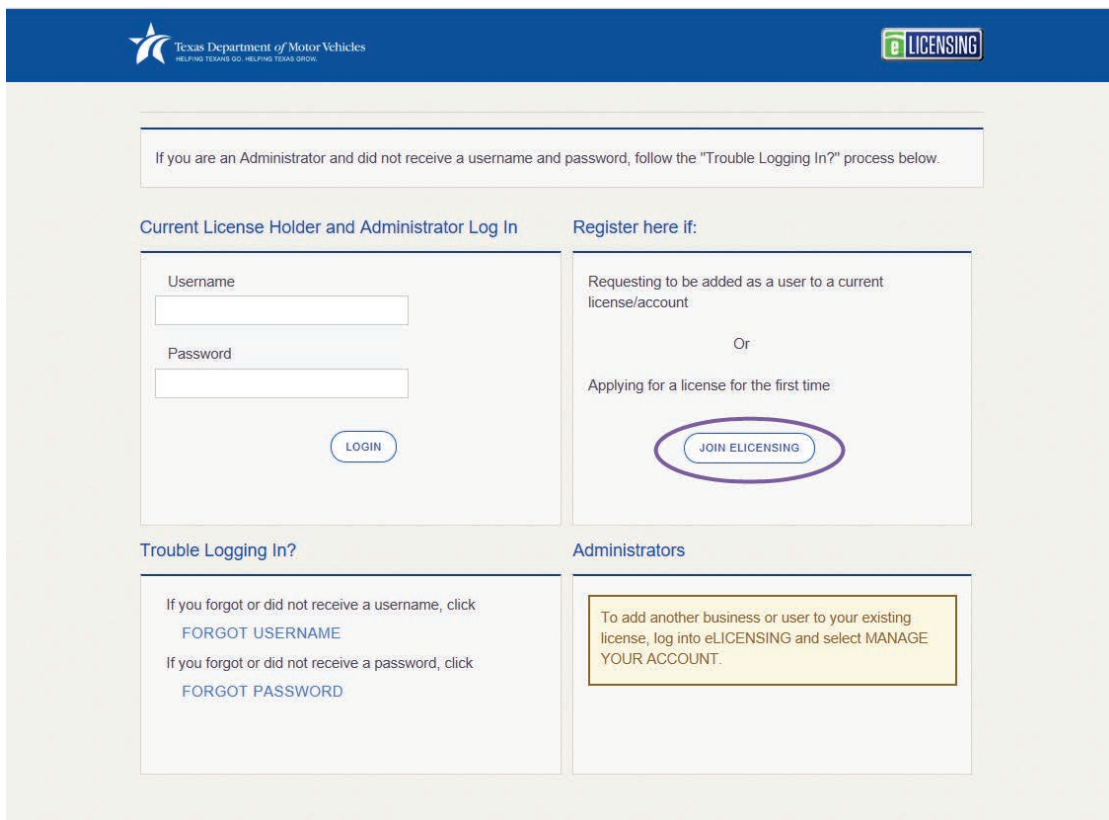 Texas Department of Motor Vehicles
HELPING TEXANS GO. HELPING TEXAS GROW.
e LICENSING
If you are an Administrator and did not receive a username and password, follow the "Trouble Logging In?" process below.
Current License Holder and Administrator Log In
Username
Password
LOGIN
Register here if:
Requesting to be added as a user to a current
license/account
Or
Applying for a license for the first time
JOIN ELICENSING
Trouble Logging In?
If you forgot or did not receive a username, click
FORGOT USERNAME
If you forgot or did not receive a password, click
FORGOT PASSWORD
Administrators
To add another business or user to your existing
license, log into eLICENSING and select MANAGE
YOUR ACCOUNT.